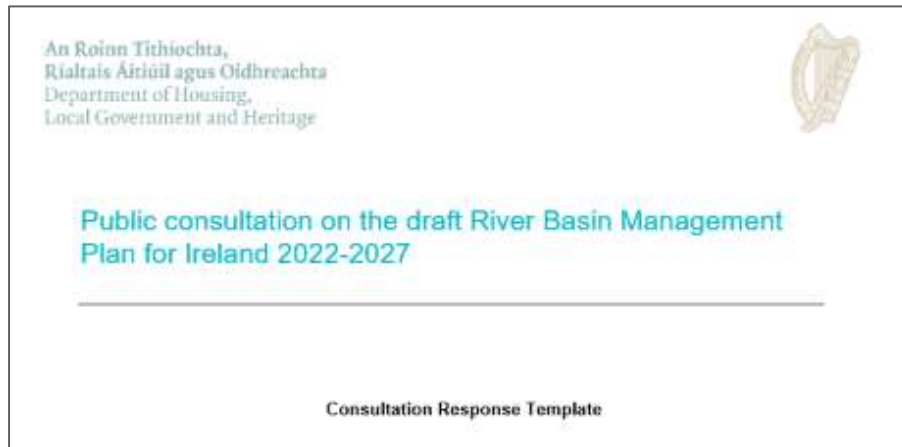 An Roinn Tithíochta,
Rialtais Áitiúil agus Oidhreachta
Department of Housing,
Local Government and Heritage
Public consultation on the draft River Basin Management
Plan for Ireland 2022-2027
Consultation Response Template